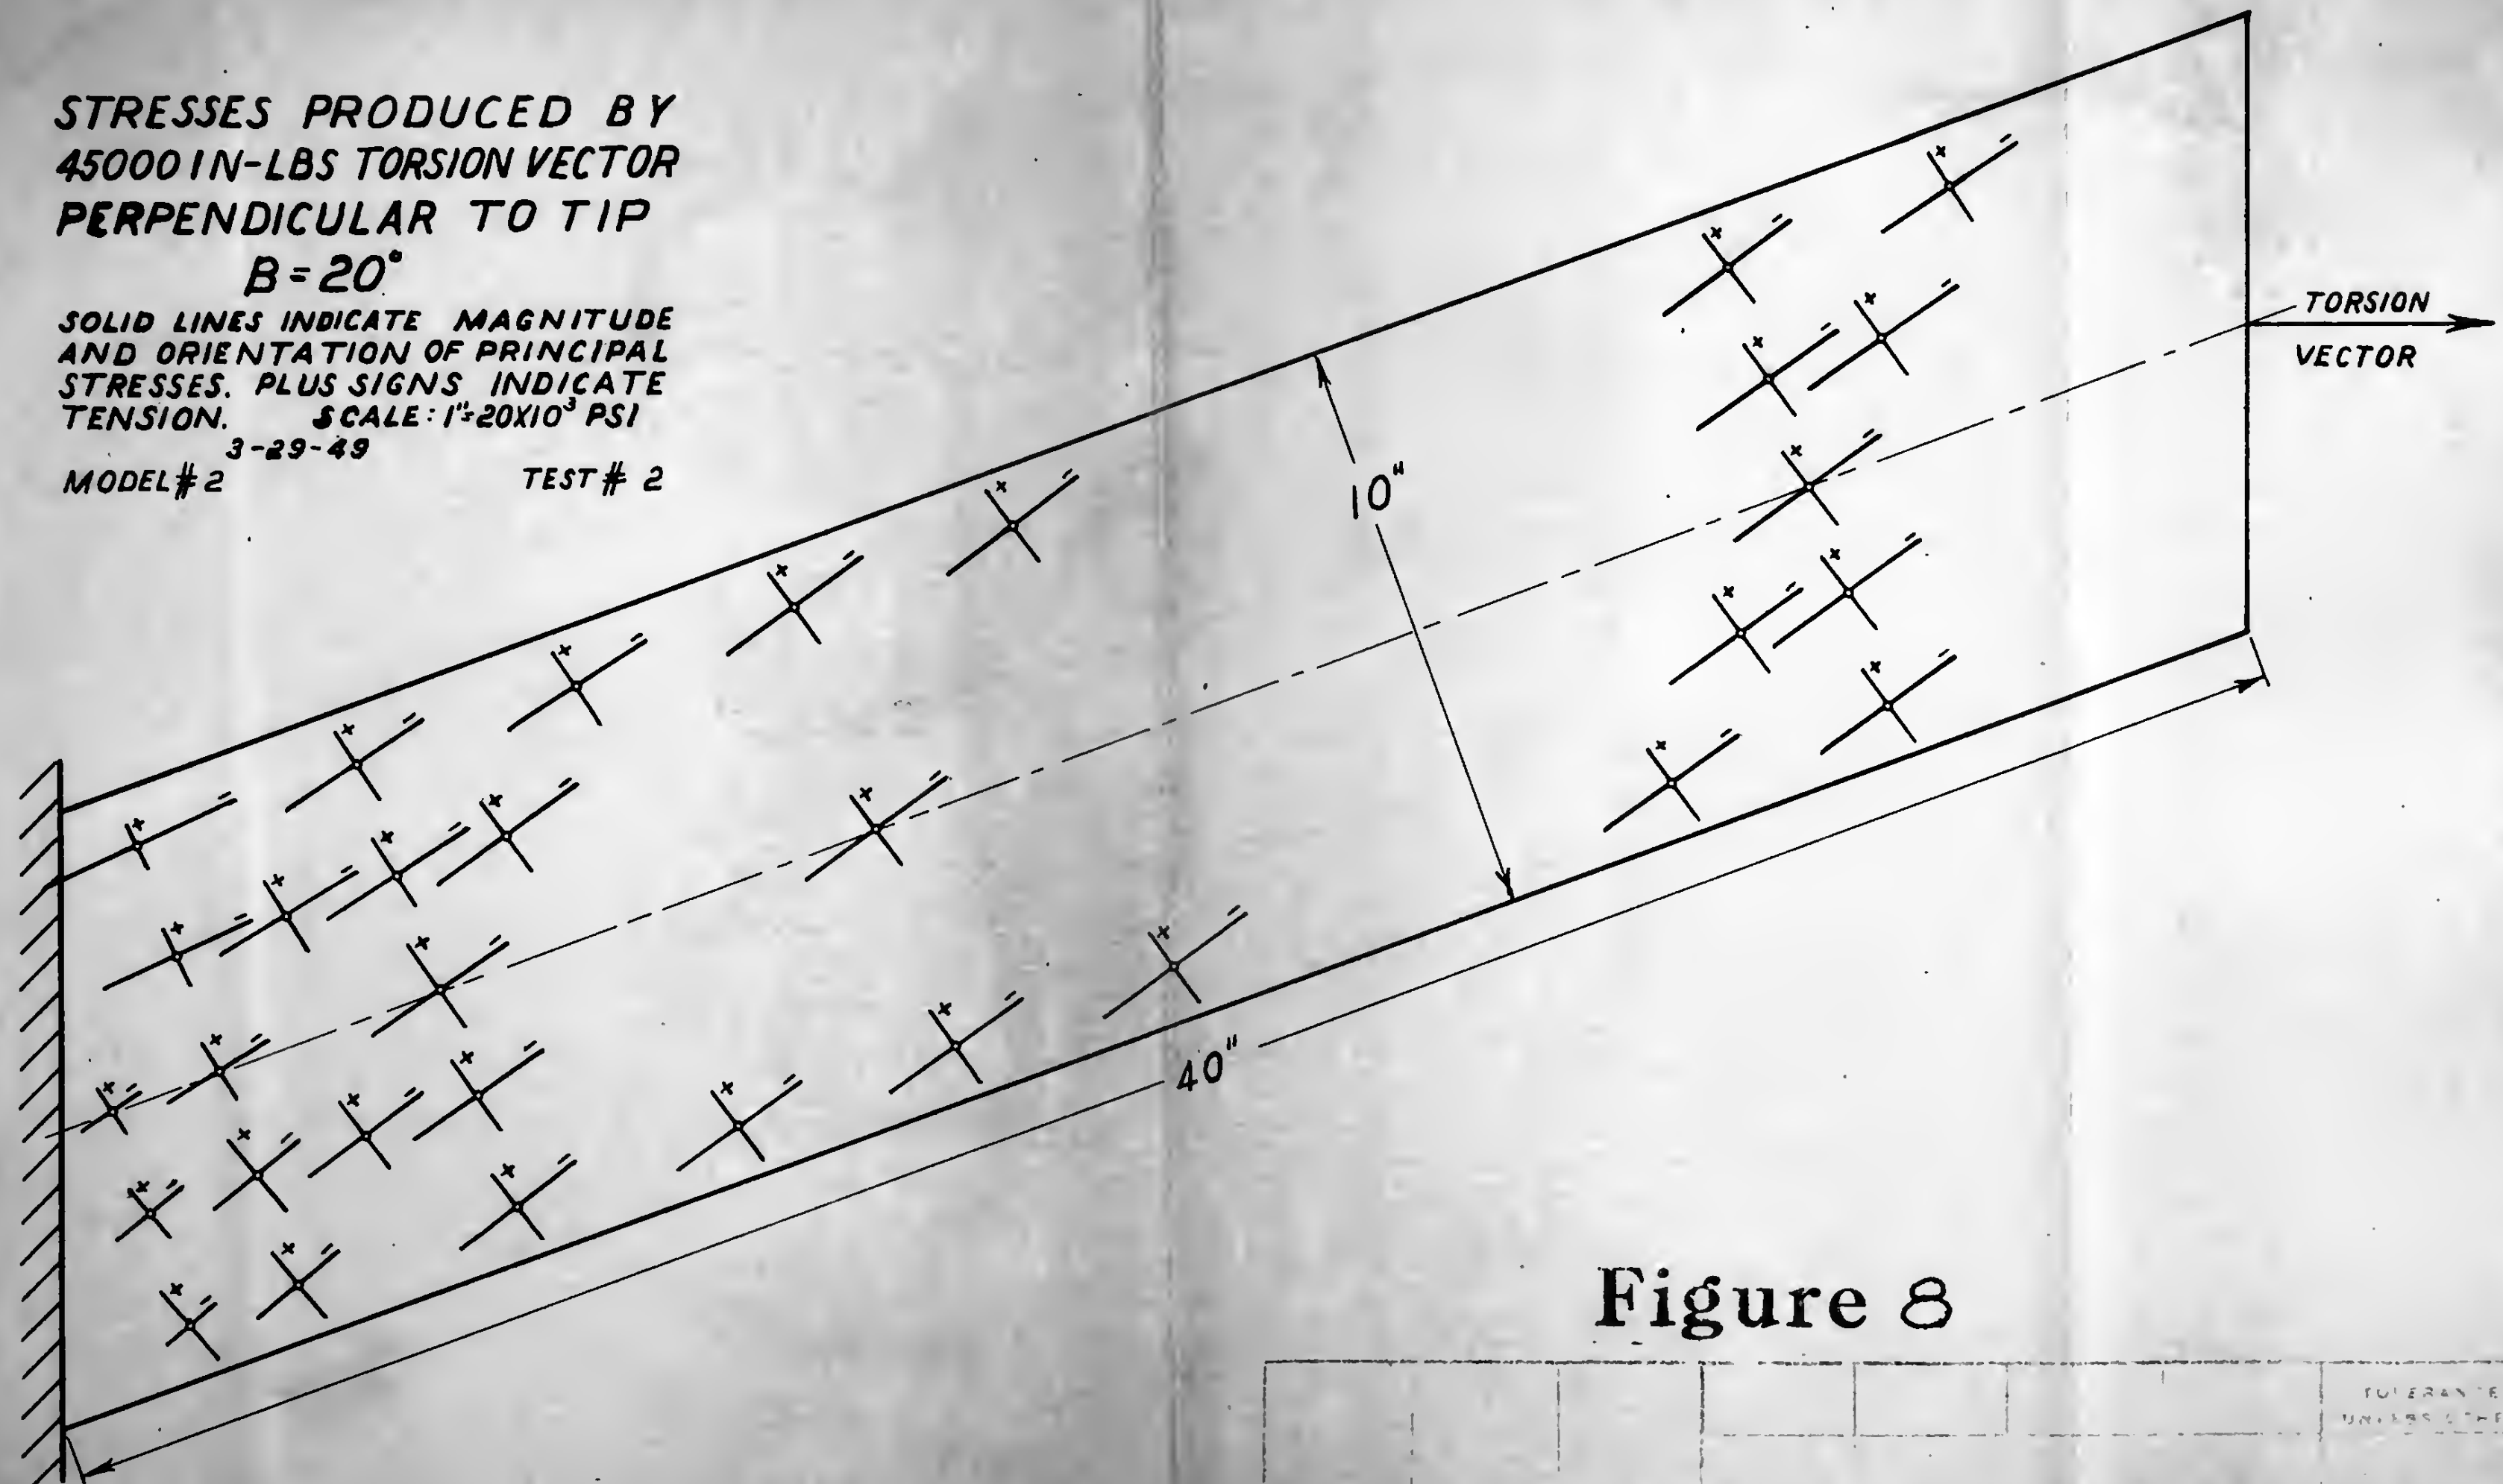 STRESSES PRODUCED BY
45000 IN-LBS TORSION VECTOR
PERPENDICULAR TO TIP
B = 20°
SOLID LINES INDICATE MAGNITUDE
AND ORIENTATION OF PRINCIPAL
STRESSES. PLUS SIGNS INDICATE
TENSION. SCALE: 1"=20X10³ PSI
3-29-49
MODEL # 2 TEST # 2
TORSION
VECTOR
10"
40"
Figure 8